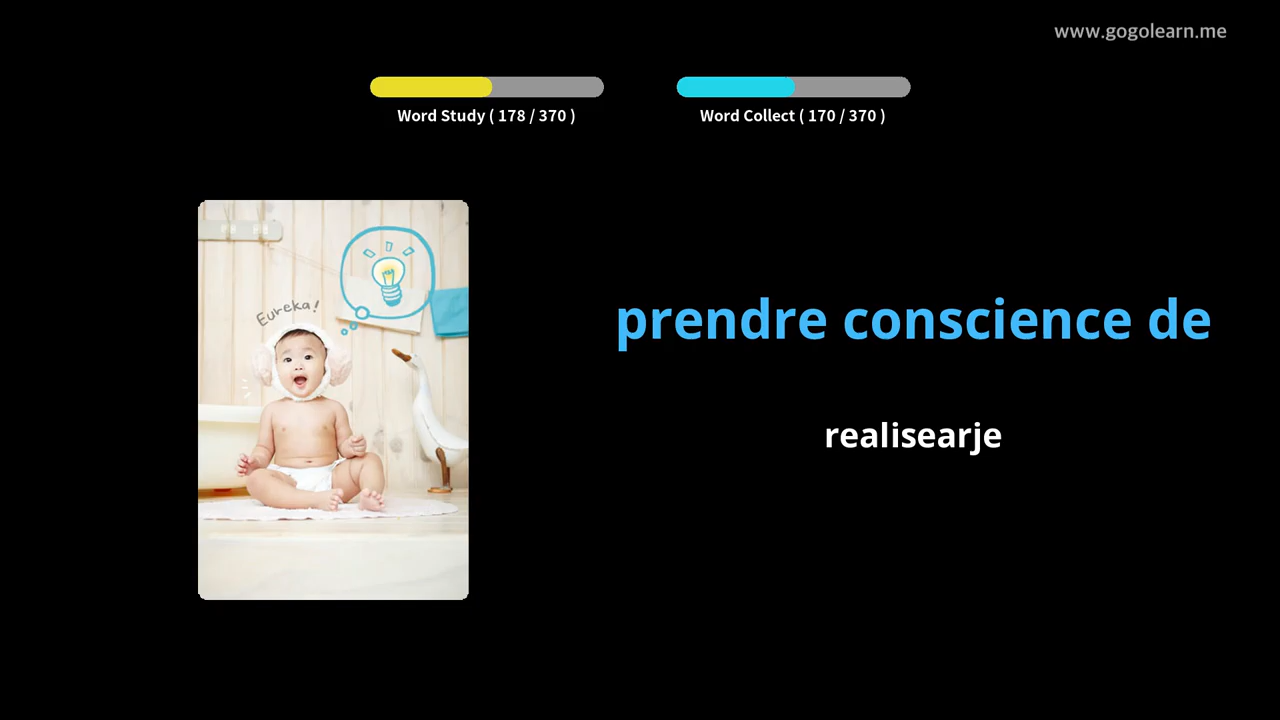 www.gogolearn.me
Word Study ( 178 / 370 )
Word Collect ( 170 / 370 )
Eureka!
prendre conscience de
realisearje